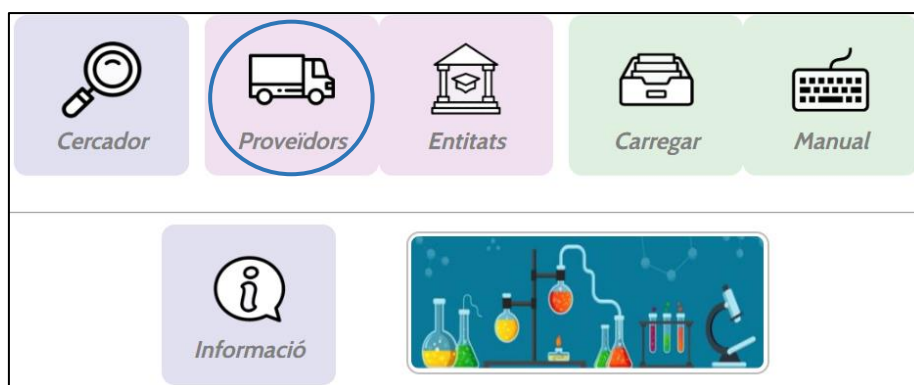 Cercador
Proveïdors
Entitats
Carregar
Manual
Informació